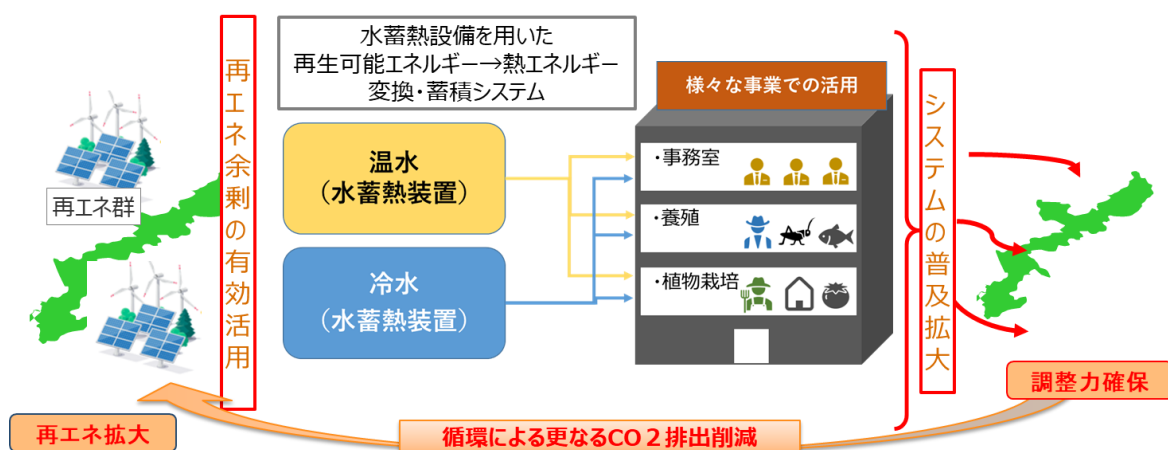 再エネ群
再エネ余剰の有効活用
水蓄熱設備を用いた
再生可能エネルギー→熱エネルギー
変換・蓄積システム
温水
（水蓄熱装置）
冷水
（水蓄熱装置）
様々な事業での活用
・事務室
・養殖
・植物栽培
システムの普及拡大
調整力確保
循環による更なるCO２排出削減
再エネ拡大